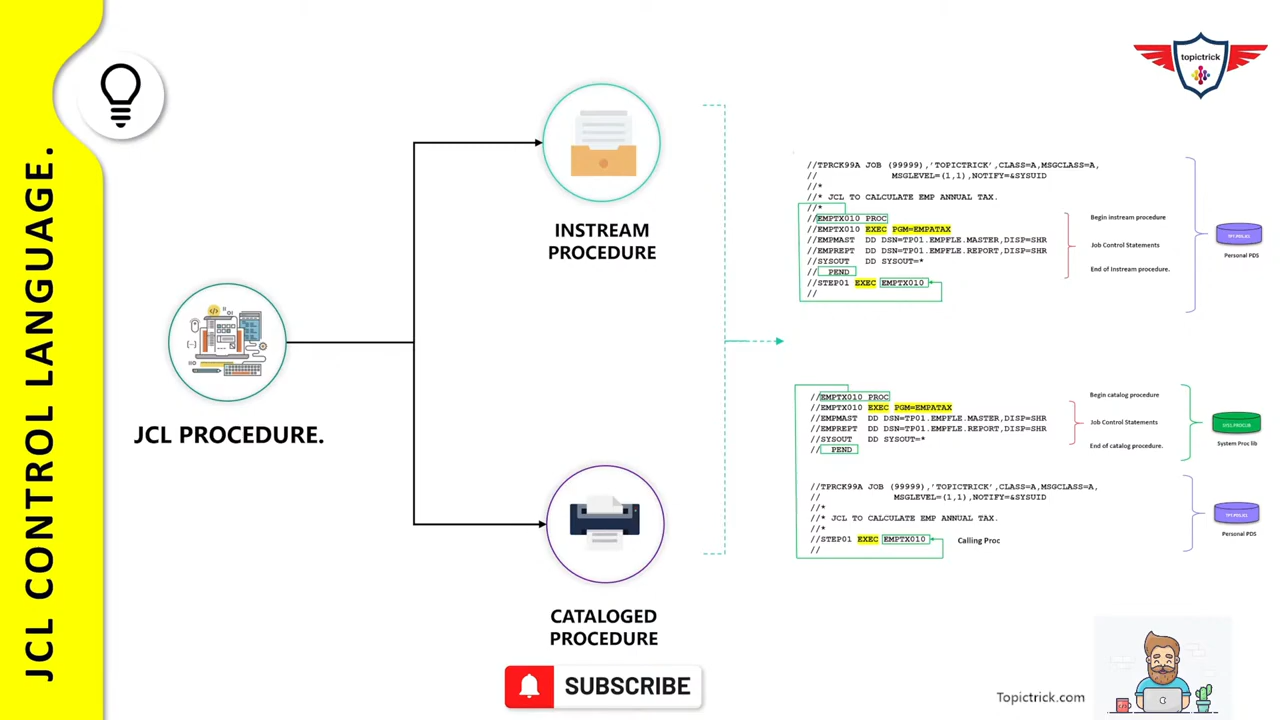 JCL CONTROL LANGUAGE.
topictrick
INSTREAM
PROCEDURE
JCL PROCEDURE.
CATALOGED
PROCEDURE
//TPRCK99A JOB (99999),'TOPICTRICK',CLASS=A,MSGCLASS=A,
// MSGLEVEL=(1,1),NOTIFY=&SYSUID
//*
//* JCL TO CALCULATE EMP ANNUAL TAX.
//*
//EMPTX010 PROC
//EMPTX010 EXEC PGM=EMPATAX
//EMPMAST DD DSN=TP01.EMPFLE.MASTER,DISP=SHR
//EMPREPT DD DSN=TP01.EMPFLE.REPORT,DISP=SHR
//SYSOUT DD SYSOUT=*
// PEND
//STEP01 EXEC EMPTX010
//
Begin instream procedure
Job Control Statements
End of Instream procedure.
Personal PDS
//EMPTX010 PROC
//EMPTX010 EXEC PGM=EMPATAX
//EMPMAST DD DSN=TP01.EMPFLE.MASTER,DISP=SHR
//EMPREPT DD DSN=TP01.EMPFLE.REPORT,DISP=SHR
//SYSOUT DD SYSOUT=*
// PEND
Begin catalog procedure
Job Control Statements
End of catalog procedure.
System Proc lib
//TPRCK99A JOB (99999),'TOPICTRICK',CLASS=A,MSGCLASS=A,
// MSGLEVEL=(1,1),NOTIFY=&SYSUID
//*
//* JCL TO CALCULATE EMP ANNUAL TAX.
//*
//STEP01 EXEC EMPTX010
//
Calling Proc
Personal PDS
SUBSCRIBE
Topictrick.com